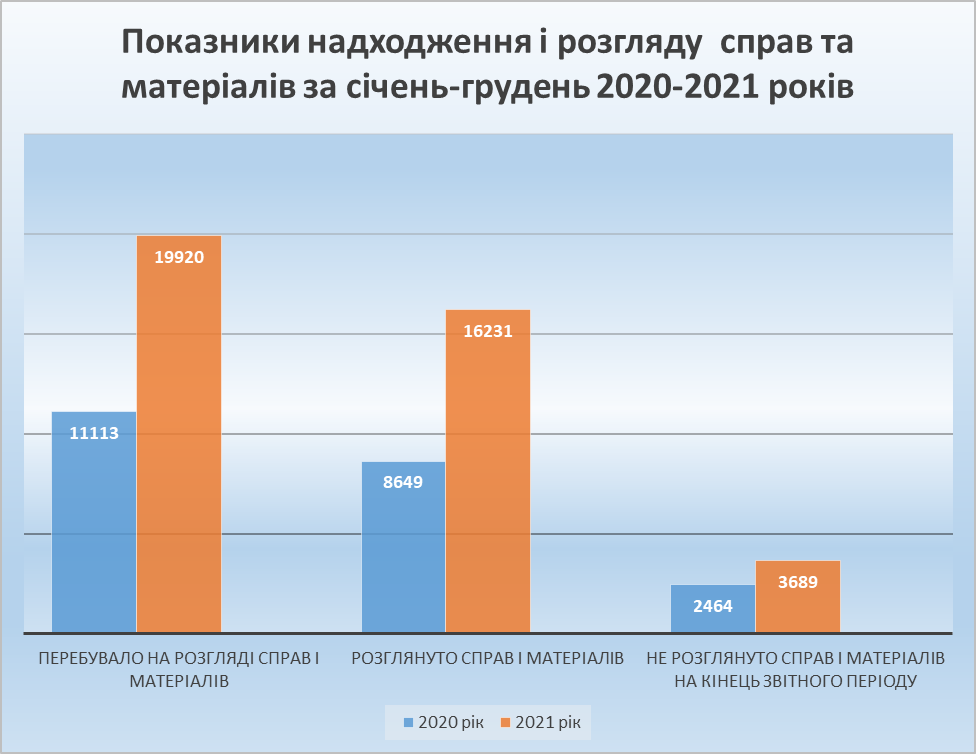 Показники надходження і розгляду справ та
матеріалів за січень-грудень 2020-2021 років
19920
16231
11113
8649
3689
2464
ПЕРЕБУВАЛО НА РОЗГЛЯДІ СПРАВ І
МАТЕРІАЛІВ
РОЗГЛЯНУТО СПРАВ І МАТЕРІАЛІВ
НЕ РОЗГЛЯНУТО СПРАВ І МАТЕРІАЛІВ
НА КІНЕЦЬ ЗВІТНОГО ПЕРІОДУ
2020 рік
2021 рік